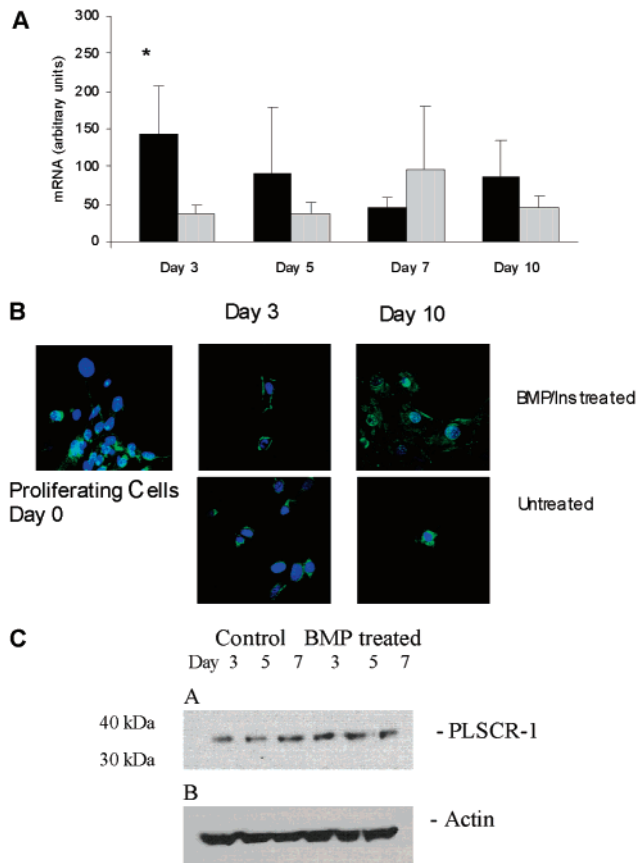 A
mRNA (arbitrary units)
300
250
200
150
100
50
0
*
Day 3
Day 5
Day 7
Day 10
B
Day 3
Day 10
BMP/Ins treated
Proliferating Cells
Day 0
Untreated
C
Control BMP treated
Day 3 5 7 3 5 7
A
40 kDa
30 kDa
- PLSCR-1
B
- Actin